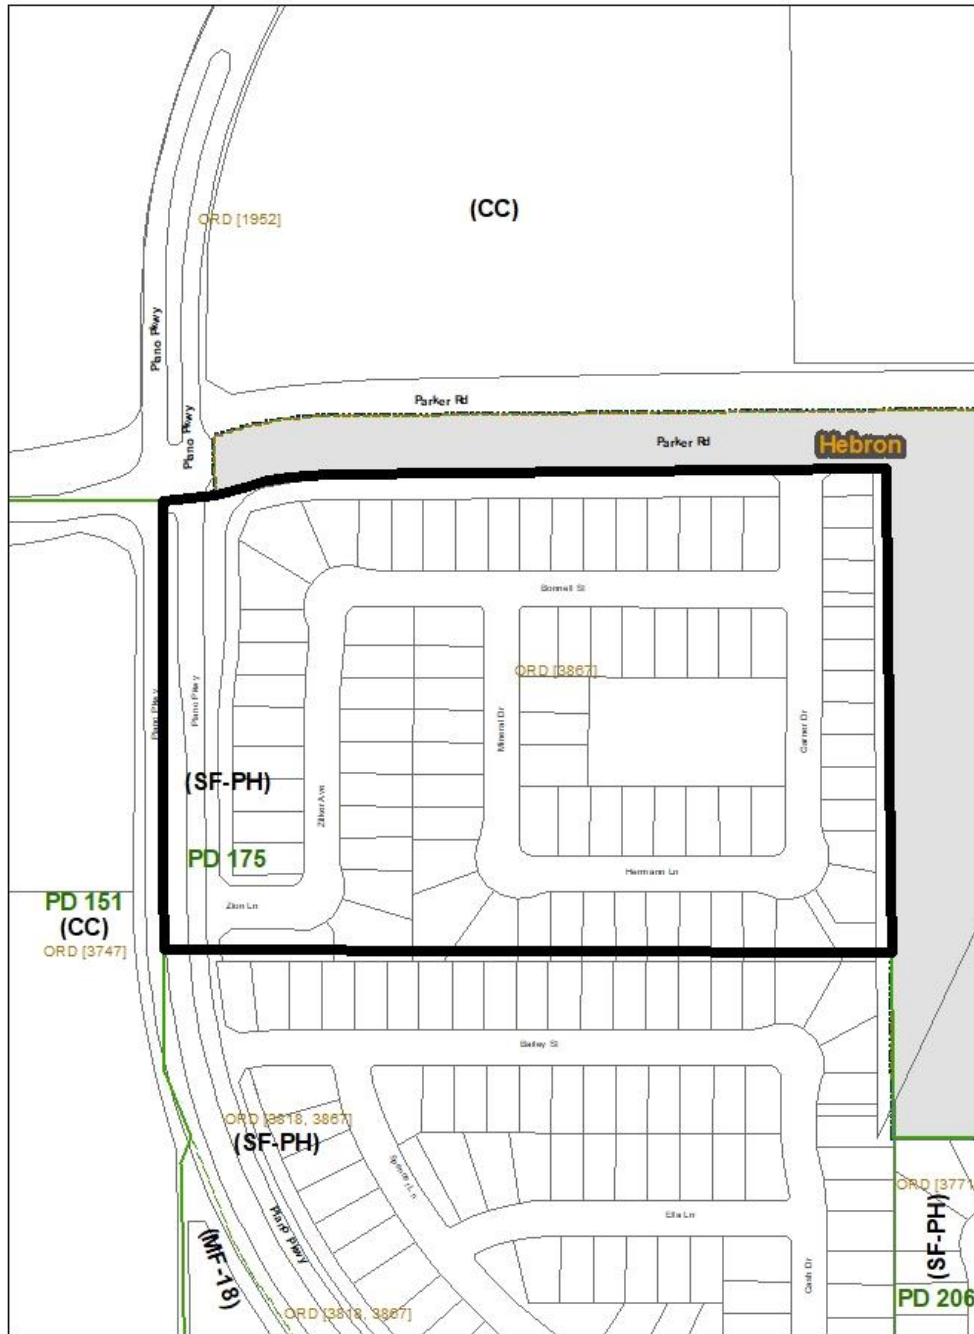 (CC)
ORD [1952]
Plano Pkwy
Parker Rd
Plano Pkwy
Parker Rd
Hebron
Bonnell St
ORD [3867]
Plano Pkwy
Plano Pkwy
Mineral Dr
Garner Dr
(SF-PH)
Zilker Ave
PD 175
Hermann Ln
PD 151
(CC)
ORD [3747]
Zion Ln
Bailey St
ORD [3818, 3867]
(SF-PH)
Spinner Ln
ORD [3771
(SF-PH)
Ella Ln
Plano Pkwy
(MF-18)
Cash Dr
PD 206
ORD [3818, 3867]